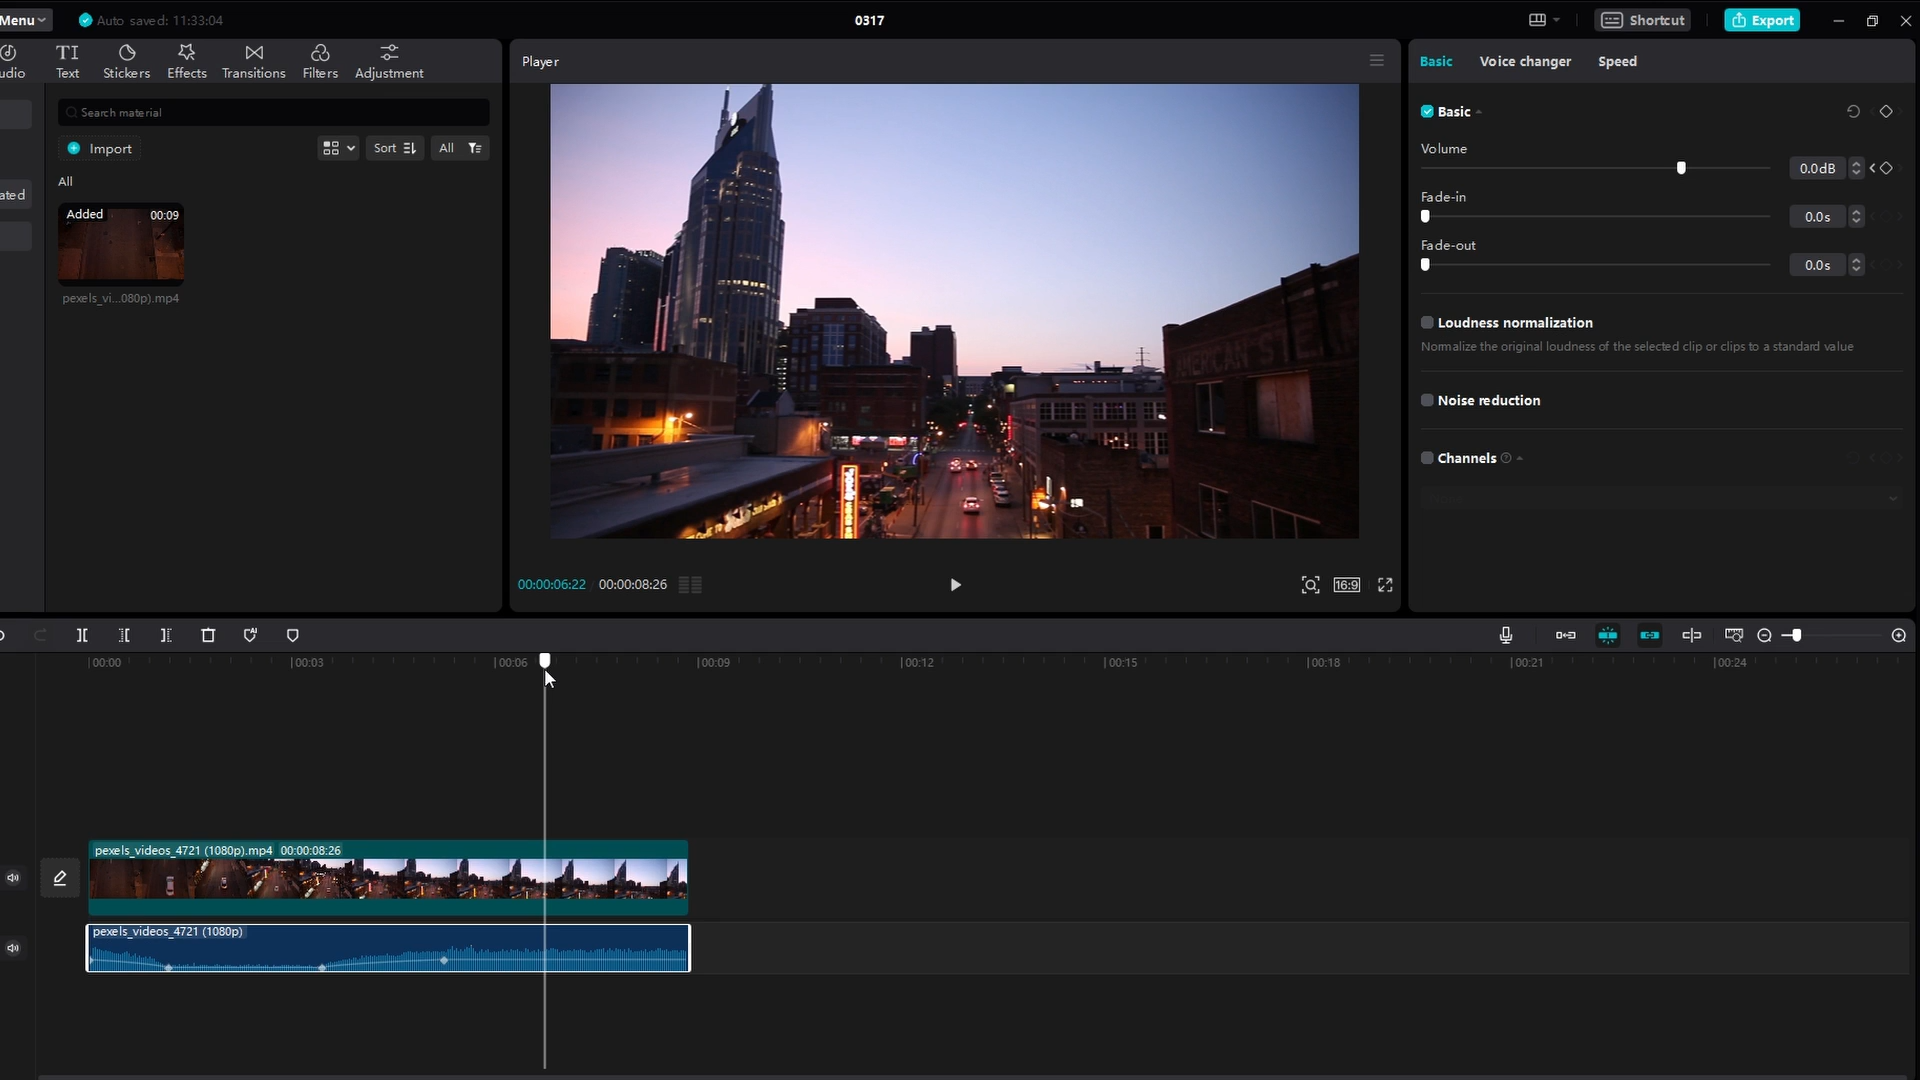 Menu
Auto saved: 11:33:04
0317
Shortcut
Export
udio
Text
Stickers
Effects
Transitions
Filters
Adjustment
Search material
Import
Sort
All
All
ated
Added
00:09
pexels_vi...080p).mp4
Player
00:00:06:22
00:00:08:26
16:9
Basic
Voice changer
Speed
Basic
Volume
0.0dB
Fade-in
0.0s
Fade-out
0.0s
Loudness normalization
Normalize the original loudness of the selected clip or clips to a standard value
Noise reduction
Channels
00:00
00:03
00:06
00:09
00:12
00:15
00:18
00:21
00:24
pexels_videos_4721 (1080p).mp4 00:00:08:26
pexels_videos_4721 (1080p)